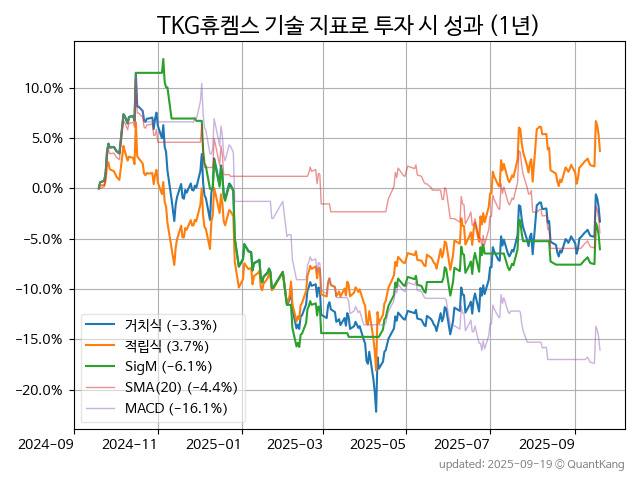 TKG휴켐스 기술 지표로 투자 시 성과 (1년)
10.0%
5.0%
0.0%
−5.0%
−10.0%
−15.0%
−20.0%
거치식 (−3.3%)
적립식 (3.7%)
SigM (−6.1%)
SMA(20) (−4.4%)
MACD (−16.1%)
2024-09
2024-11
2025-01
2025-03
2025-05
2025-07
2025-09
updated: 2025-09-19 © QuantKang